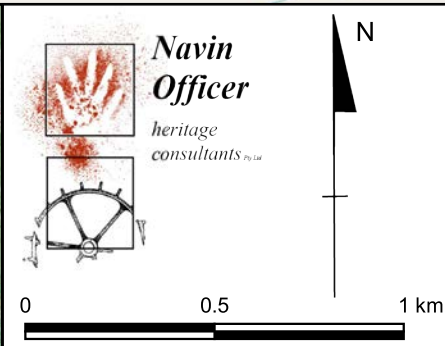 Navin
Officer
heritage
consultants Pty Ltd
N
0 0.5 1 km